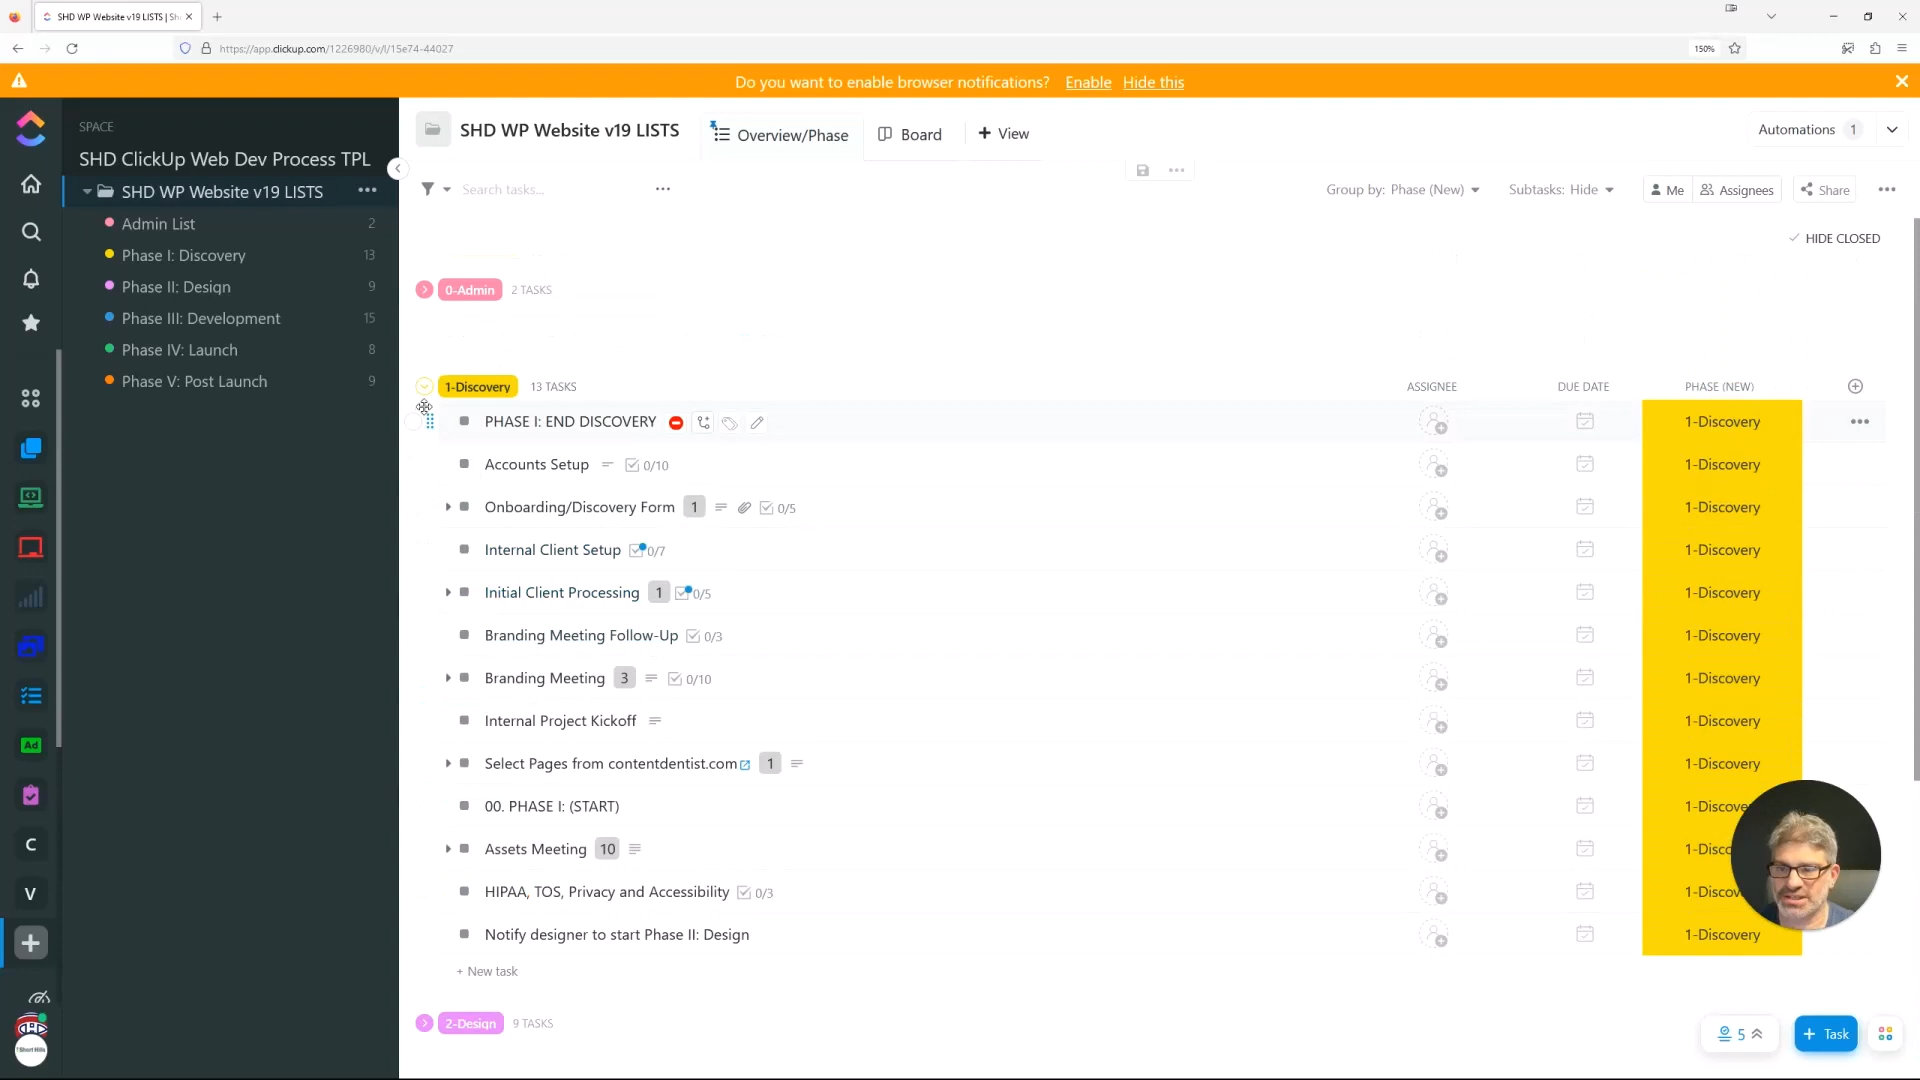 SHD WP Website v19 LISTS | Sh
https://app.clickup.com/1226980/v/l/15e74-44027
150%
Do you want to enable browser notifications? Enable Hide this
SPACE
SHD ClickUp Web Dev Process TPL
SHD WP Website v19 LISTS
Admin List 2
Phase I: Discovery 13
Phase II: Design 9
Phase III: Development 15
Phase IV: Launch 8
Phase V: Post Launch 9
Ad
C
V
SHD WP Website v19 LISTS
Overview/Phase
Board
+ View
Automations 1
Search tasks...
Group by: Phase (New)
Subtasks: Hide
Me
Assignees
Share
HIDE CLOSED
0-Admin 2 TASKS
1-Discovery 13 TASKS ASSIGNEE DUE DATE PHASE (NEW)
PHASE I: END DISCOVERY 1-Discovery
Accounts Setup 0/10 1-Discovery
Onboarding/Discovery Form 1 0/5 1-Discovery
Internal Client Setup 0/7 1-Discovery
Initial Client Processing 1 0/5 1-Discovery
Branding Meeting Follow-Up 0/3 1-Discovery
Branding Meeting 3 0/10 1-Discovery
Internal Project Kickoff 1-Discovery
Select Pages from contentdentist.com 1 1-Discovery
00. PHASE I: (START) 1-Discove
Assets Meeting 10 1-Disco
HIPAA, TOS, Privacy and Accessibility 0/3 1-Discov
Notify designer to start Phase II: Design 1-Discovery
+ New task
2-Design 9 TASKS
5
+ Task